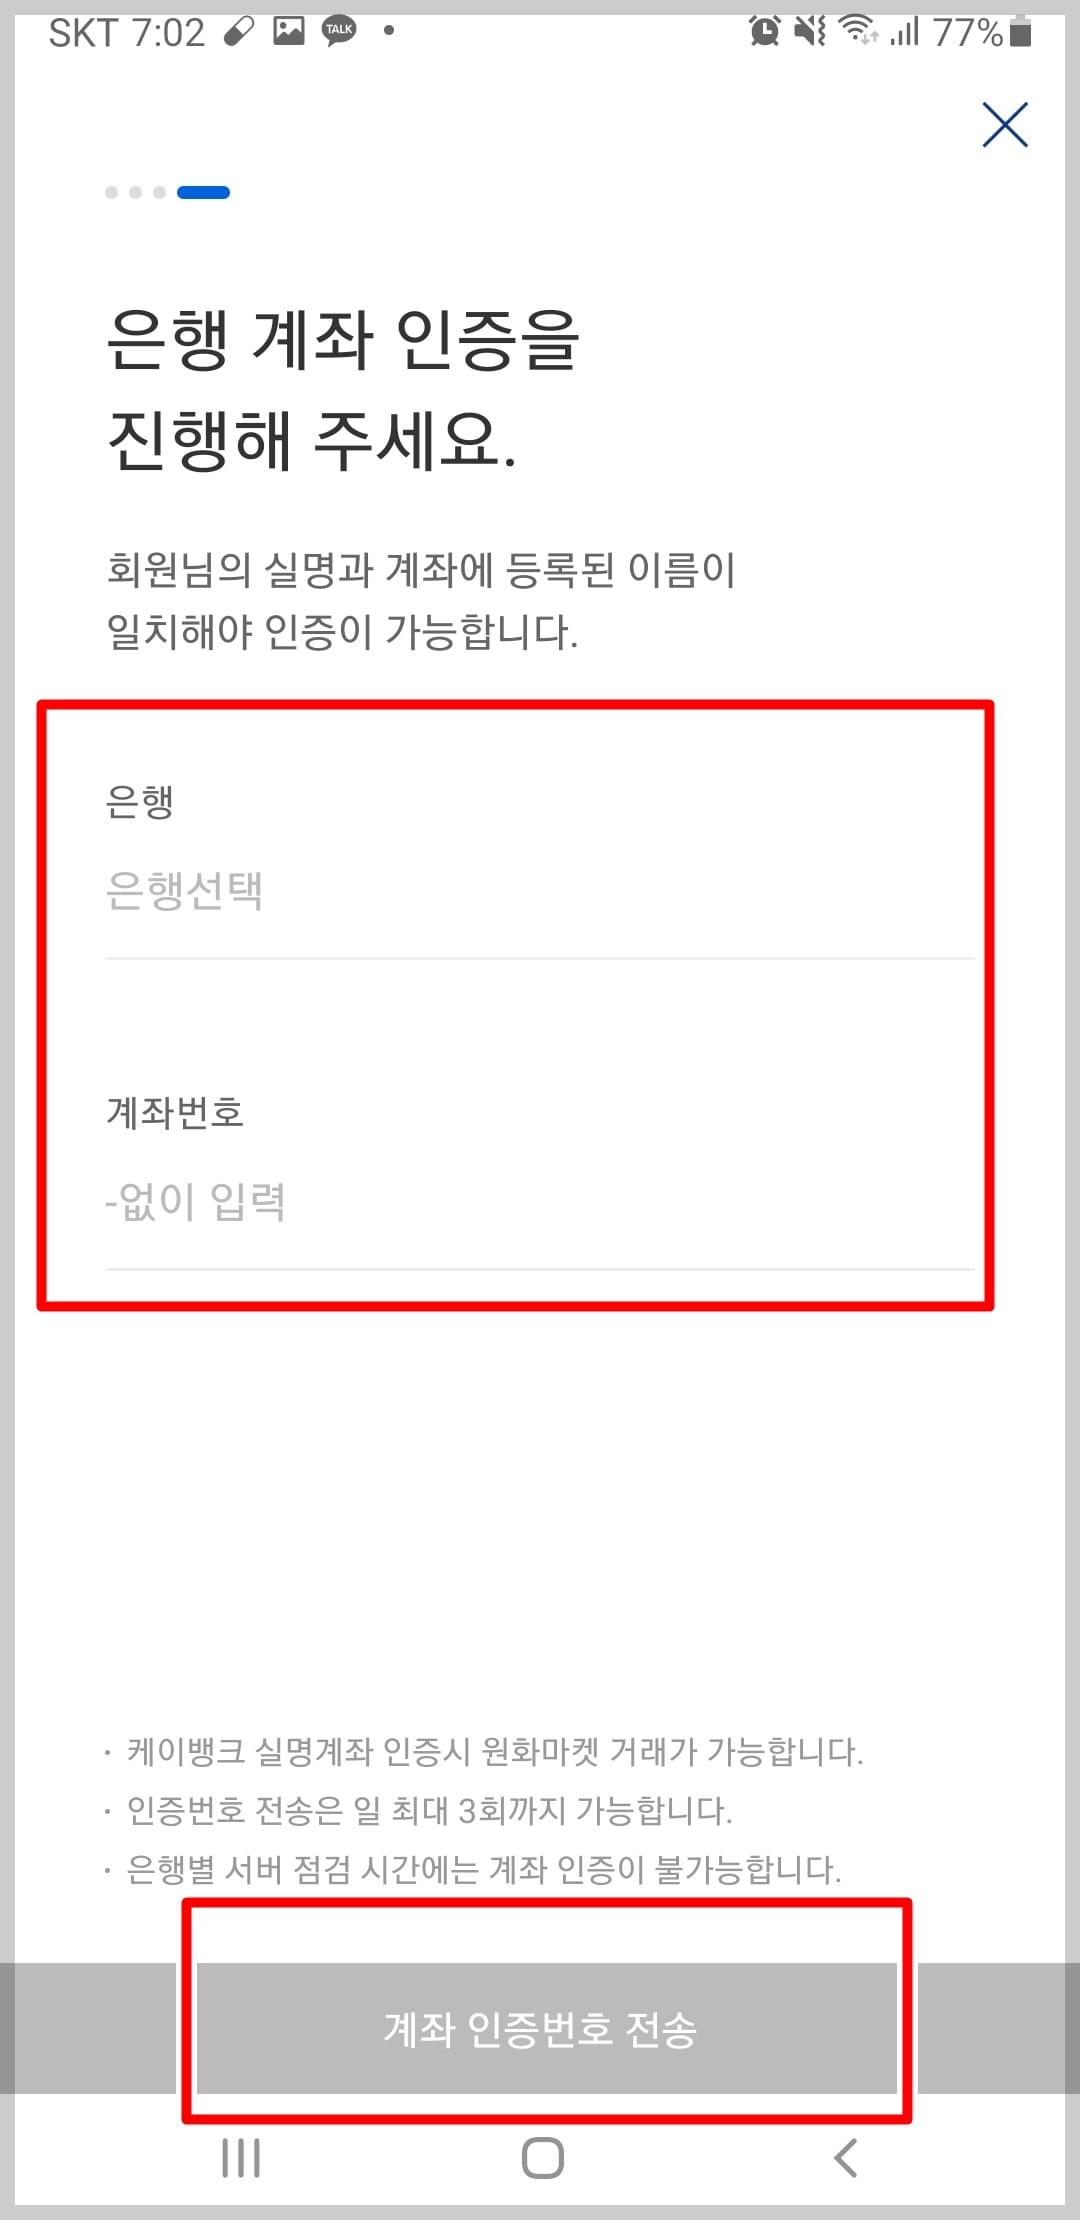 SKT 7:02
TALK
77%
은행 계좌 인증을
진행해 주세요.
회원님의 실명과 계좌에 등록된 이름이
일치해야 인증이 가능합니다.
은행
은행선택
계좌번호
-없이 입력
· 케이뱅크 실명계좌 인증시 원화마켓 거래가 가능합니다.
· 인증번호 전송은 일 최대 3회까지 가능합니다.
· 은행별 서버 점검 시간에는 계좌 인증이 불가능합니다.
계좌 인증번호 전송